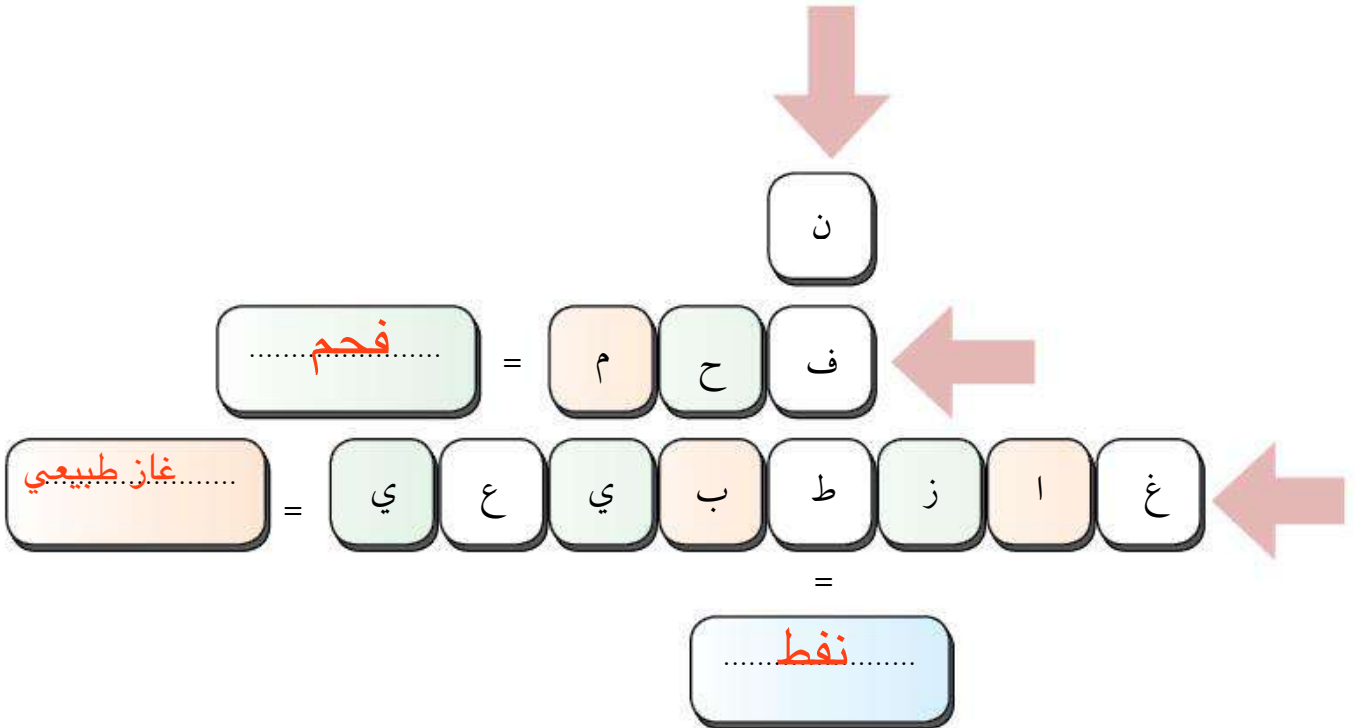 ن
ف ح م = فحم
غ ا ز ط ب ي ع ي = غاز طبيعي
=
نفط